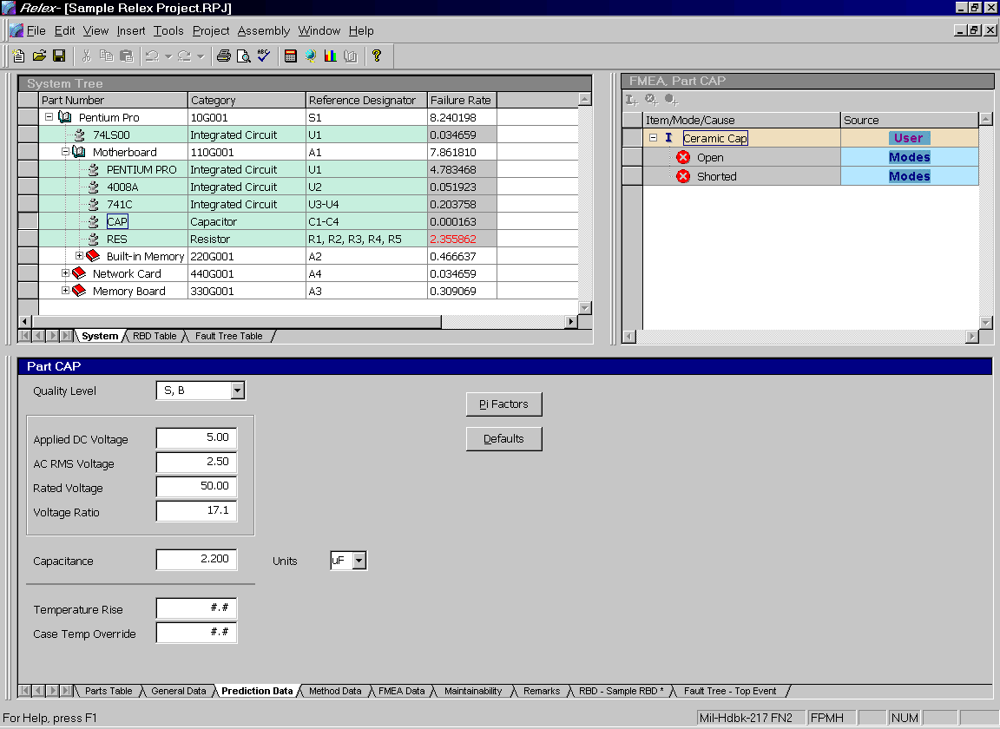 Relex- [Sample Relex Project.RPJ]
File Edit View Insert Tools Project Assembly Window Help
System Tree
Part Number Category Reference Designator Failure Rate
Pentium Pro 10G001 S1 8.240198
74LS00 Integrated Circuit U1 0.034659
Motherboard 110G001 A1 7.861810
PENTIUM PRO Integrated Circuit U1 4.783468
4008A Integrated Circuit U2 0.051923
741C Integrated Circuit U3-U4 0.203758
CAP Capacitor C1-C4 0.000163
RES Resistor R1, R2, R3, R4, R5 2.355862
Built-in Memory 220G001 A2 0.466637
Network Card 440G001 A4 0.034659
Memory Board 330G001 A3 0.309069
System RBD Table Fault Tree Table
FMEA, Part CAP
Item/Mode/Cause Source
I Ceramic Cap User
Open Modes
Shorted Modes
Part CAP
Quality Level S, B
Pi Factors
Applied DC Voltage 5.00
Defaults
AC RMS Voltage 2.50
Rated Voltage 50.00
Voltage Ratio 17.1
Capacitance 2.200 Units uF
Temperature Rise #.#
Case Temp Override #.#
Parts Table General Data Prediction Data Method Data FMEA Data Maintainability Remarks RBD - Sample RBD * Fault Tree - Top Event
For Help, press F1 Mil-Hdbk-217 FN2 FPMH NUM